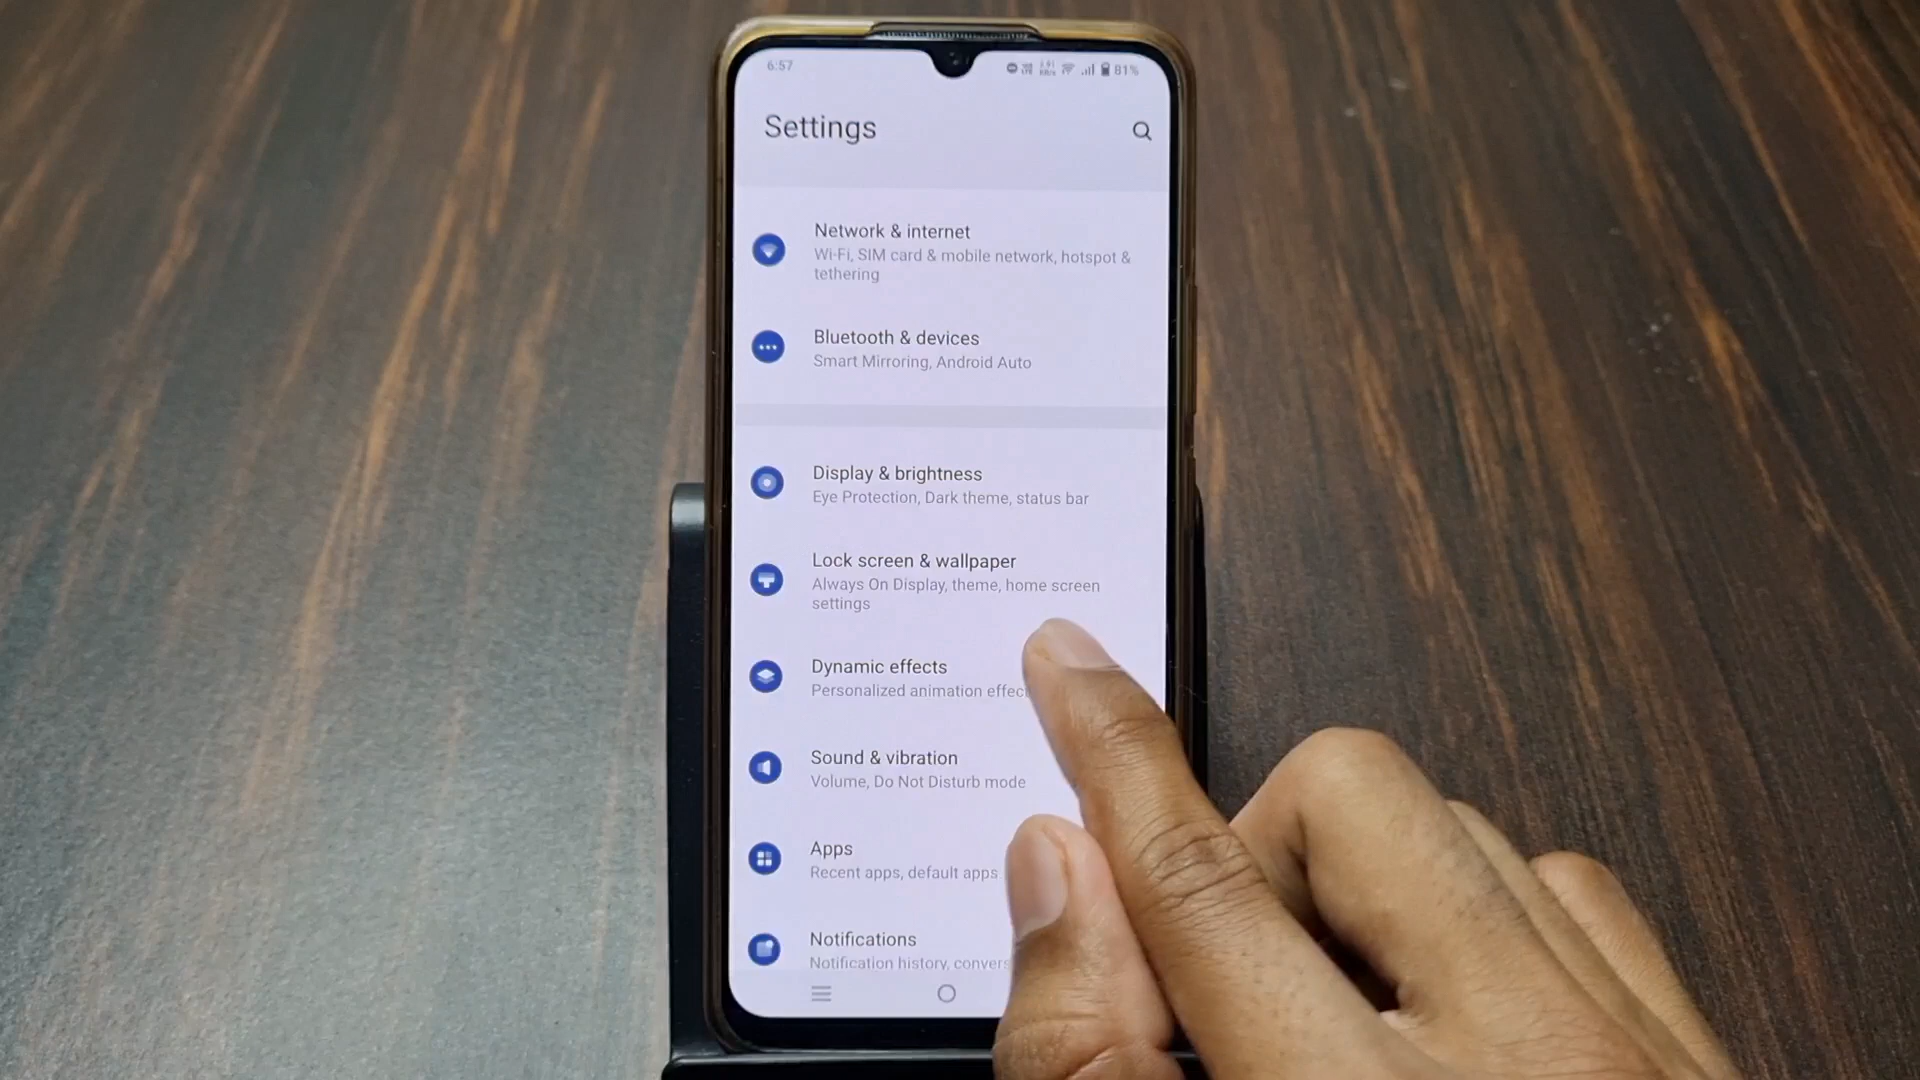 6:57
81%
Settings
Network & internet
Wi-Fi, SIM card & mobile network, hotspot &
tethering
Bluetooth & devices
Smart Mirroring, Android Auto
Display & brightness
Eye Protection, Dark theme, status bar
Lock screen & wallpaper
Always On Display, theme, home screen
settings
Dynamic effects
Personalized animation effec
Sound & vibration
Volume, Do Not Disturb mode
Apps
Recent apps, default apps
Notifications
Notification history, convers